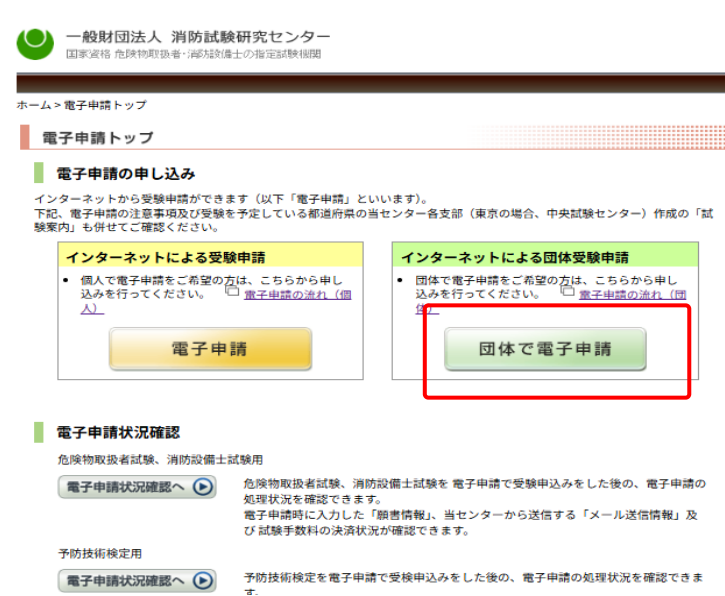 一般財団法人 消防試験研究センター
国家資格 危険物取扱者・消防設備士の指定試験機関
ホーム > 電子申請トップ
電子申請トップ
電子申請の申し込み
インターネットから受験申請ができます（以下「電子申請」といいます）。
下記、電子申請の注意事項及び受験を予定している都道府県の当センター各支部（東京の場合、中央試験センター）作成の「試
験案内」も併せてご確認ください。
インターネットによる受験申請
• 個人で電子申請をご希望の方は、こちらから申し
込みを行ってください。 電子申請の流れ（個
人）
電子申請
インターネットによる団体受験申請
• 団体で電子申請をご希望の方は、こちらから申し
込みを行ってください。 電子申請の流れ（団
体）
団体で電子申請
電子申請状況確認
危険物取扱者試験、消防設備士試験用
電子申請状況確認へ
危険物取扱者試験、消防設備士試験を 電子申請で受験申込みをした後の、電子申請の
処理状況を確認できます。
電子申請時に入力した「願書情報」、当センターから送信する「メール送信情報」及
び 試験手数料の決済状況が確認できます。
予防技術検定用
電子申請状況確認へ
予防技術検定を電子申請で受検申込みをした後の、電子申請の処理状況を確認できま
す。